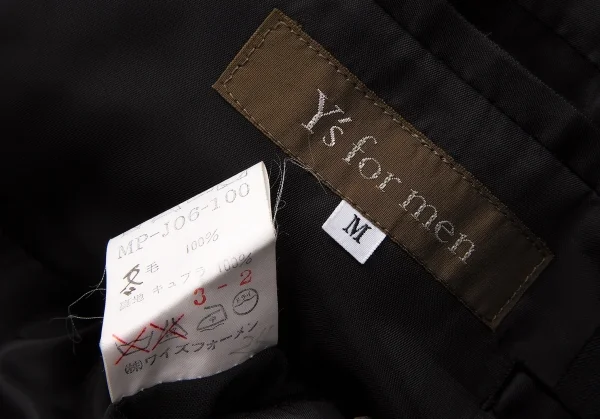 Y's for men
M
MP-J06-100
毛 100%
裏地 キュプラ 100%
3-2
㈱ワイズフォーメン